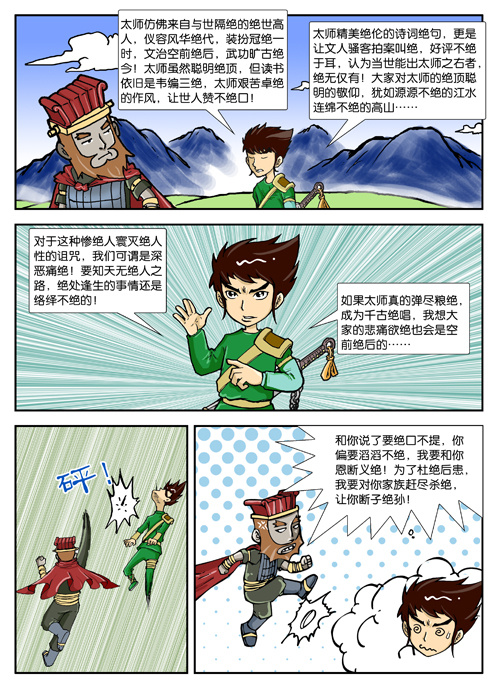 太师仿佛来自与世隔绝的绝世高
人，仪容风华绝代，装扮冠绝一
时，文治空前绝后，武功旷古绝
今！太师虽然聪明绝顶，但读书
依旧是韦编三绝，太师艰苦卓绝
的作风，让世人赞不绝口！
太师精美绝伦的诗词绝句，更是
让文人骚客拍案叫绝，好评不绝
于耳，认为当世能出太师之右者，
绝无仅有！大家对太师的绝顶聪
明的敬仰，犹如源源不绝的江水
连绵不绝的高山……
对于这种惨绝人寰灭绝人
性的诅咒，我们可谓是深
恶痛绝！要知天无绝人之
路，绝处逢生的事情还是
络绎不绝的！
如果太师真的弹尽粮绝，
成为千古绝唱，我想大
家的悲痛欲绝也会是空
前绝后的……
砰！
和你说了要绝口不提，你
偏要滔滔不绝，我要和你
恩断义绝！为了杜绝后患，
我要对你家族赶尽杀绝，
让你断子绝孙！